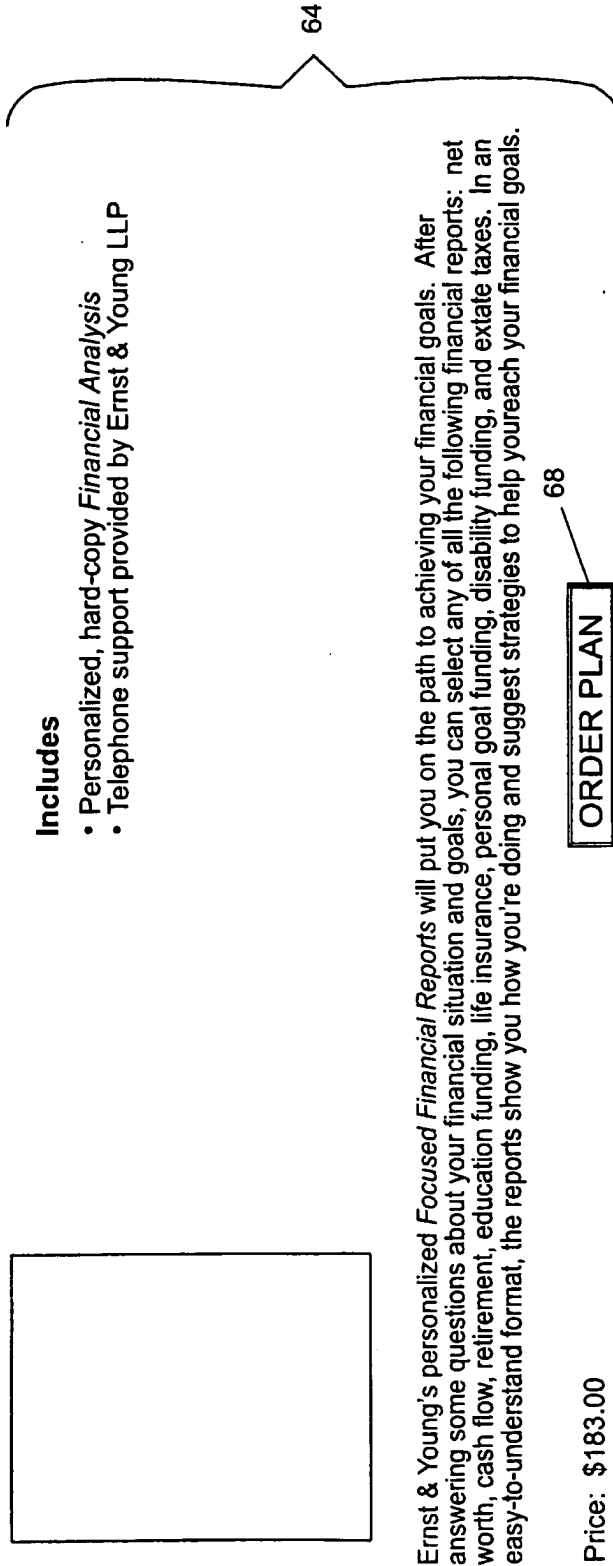 64
Includes
• Personalized, hard-copy Financial Analysis
• Telephone support provided by Ernst & Young LLP
Ernst & Young's personalized Focused Financial Reports will put you on the path to achieving your financial goals. After
answering some questions about your financial situation and goals, you can select any of all the following financial reports: net
worth, cash flow, retirement, education funding, life insurance, personal goal funding, disability funding, and extate taxes. In an
easy-to-understand format, the reports show you how you're doing and suggest strategies to help youreach your financial goals.
68
Price: $183.00
ORDER PLAN